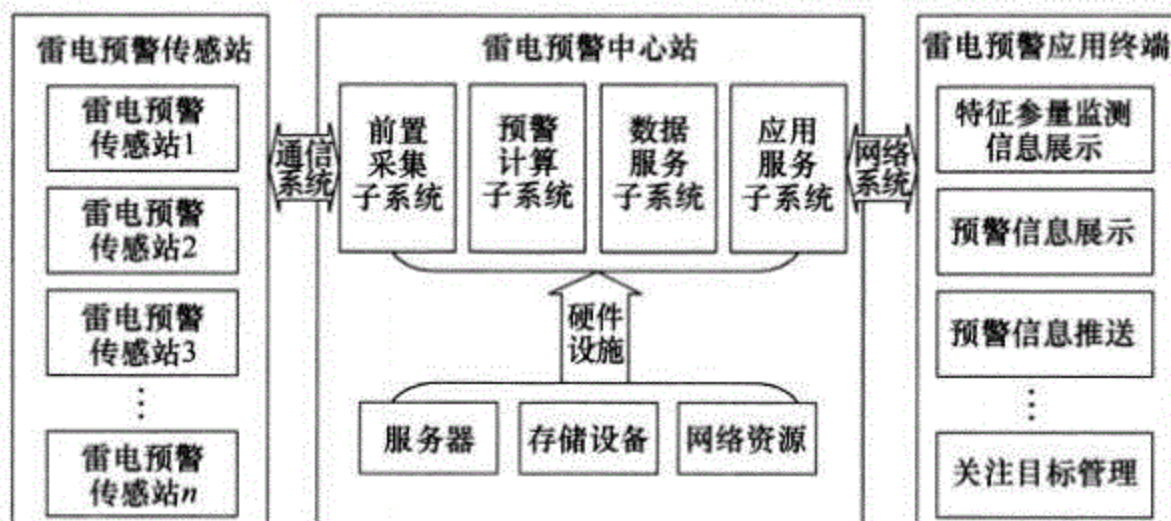 雷电预警传感站
雷电预警
传感站1
雷电预警
传感站2
雷电预警
传感站3
⋮
雷电预警
传感站n
通信
系统
雷电预警中心站
前置
采集
子系统
预警
计算
子系统
数据
服务
子系统
应用
服务
子系统
硬件
设施
服务器
存储设备
网络资源
网络
系统
雷电预警应用终端
特征参量监测
信息展示
预警信息展示
预警信息推送
⋮
关注目标管理